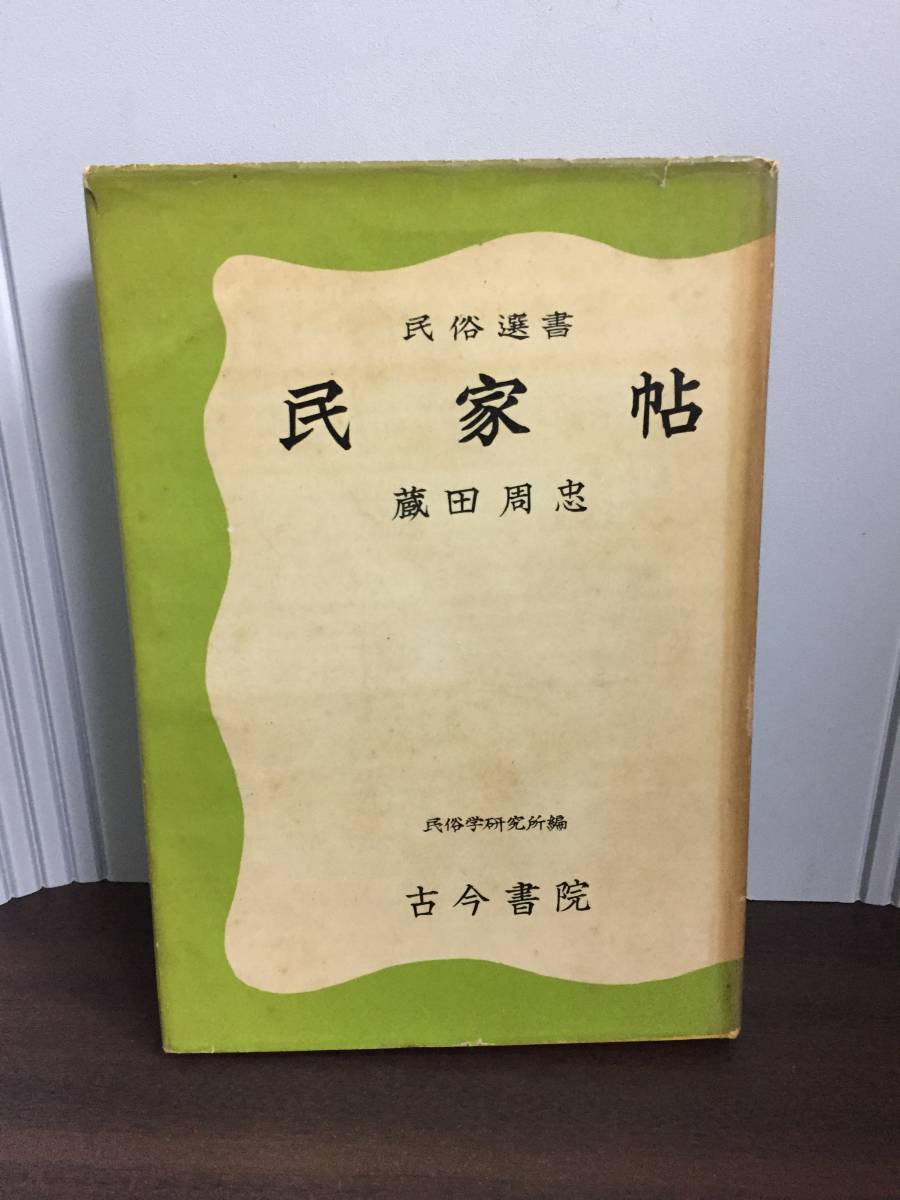 民俗選書
民家帖
蔵田周忠
民俗学研究所編
古今書院